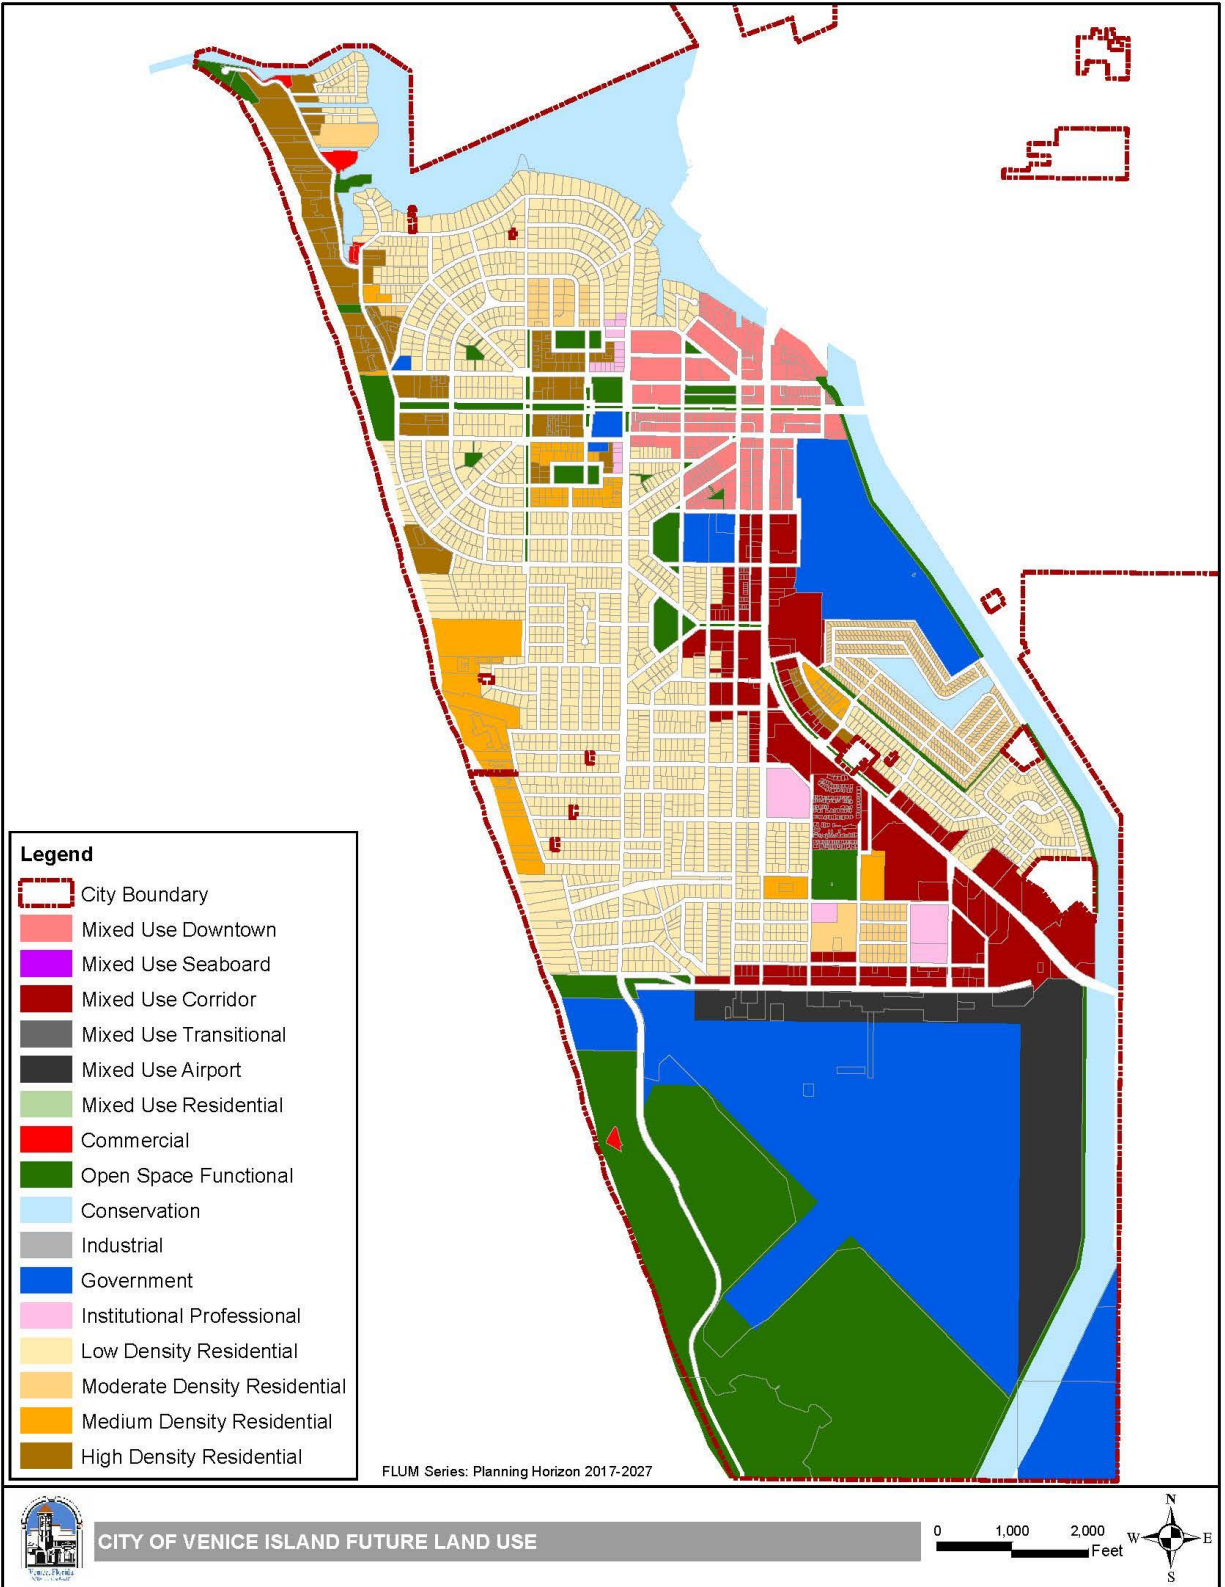 Legend
City Boundary
Mixed Use Downtown
Mixed Use Seaboard
Mixed Use Corridor
Mixed Use Transitional
Mixed Use Airport
Mixed Use Residential
Commercial
Open Space Functional
Conservation
Industrial
Government
Institutional Professional
Low Density Residential
Moderate Density Residential
Medium Density Residential
High Density Residential
FLUM Series: Planning Horizon 2017-2027
CITY OF VENICE ISLAND FUTURE LAND USE
Venice, Florida
0 1,000 2,000
Feet
N
W E
S